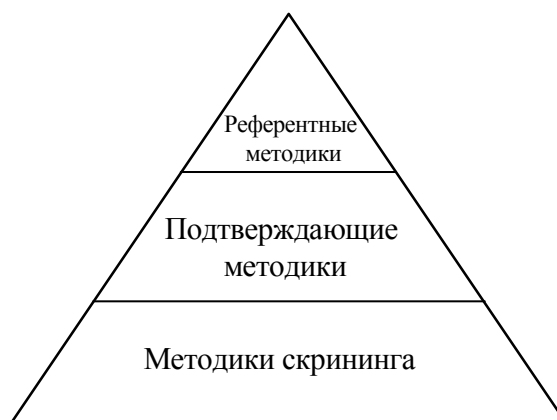 Референтные
методики
Подтверждающие
методики
Методики скрининга